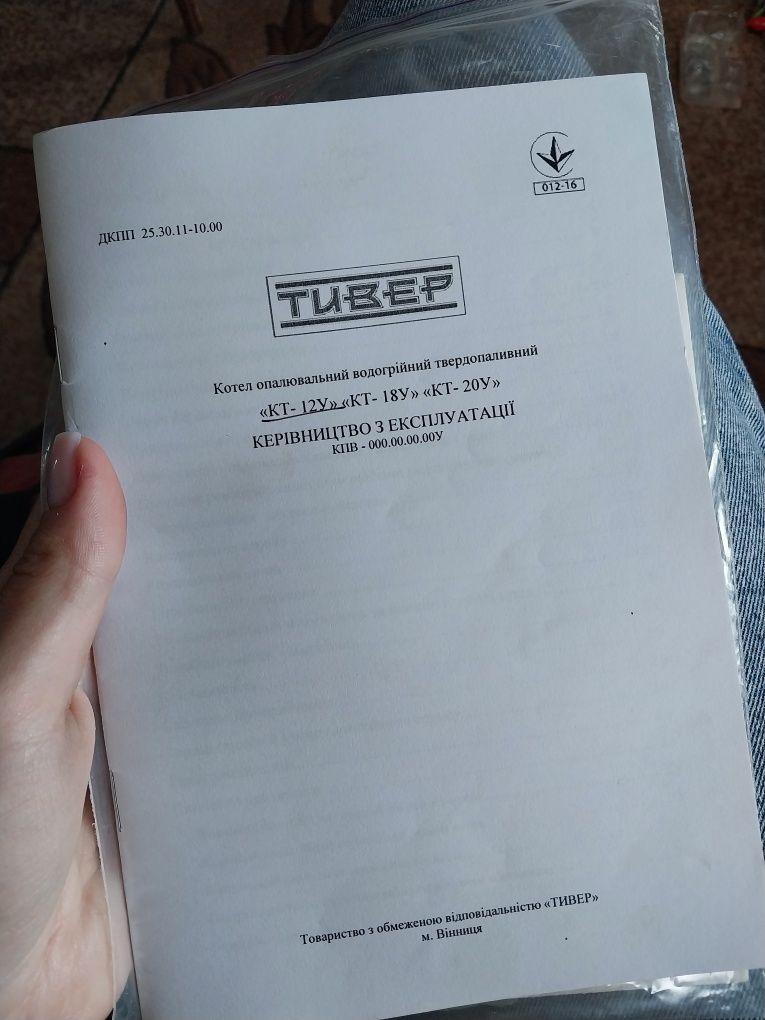 012-16
ДКПП 25.30.11-10.00
ТИВЕР
Котел опалювальний водогрійний твердопаливний
«КТ- 12У» «КТ- 18У» «КТ- 20У»
КЕРІВНИЦТВО З ЕКСПЛУАТАЦІЇ
КПВ - 000.00.00.00У
Товариство з обмеженою відповідальністю «ТИВЕР»
м. Вінниця